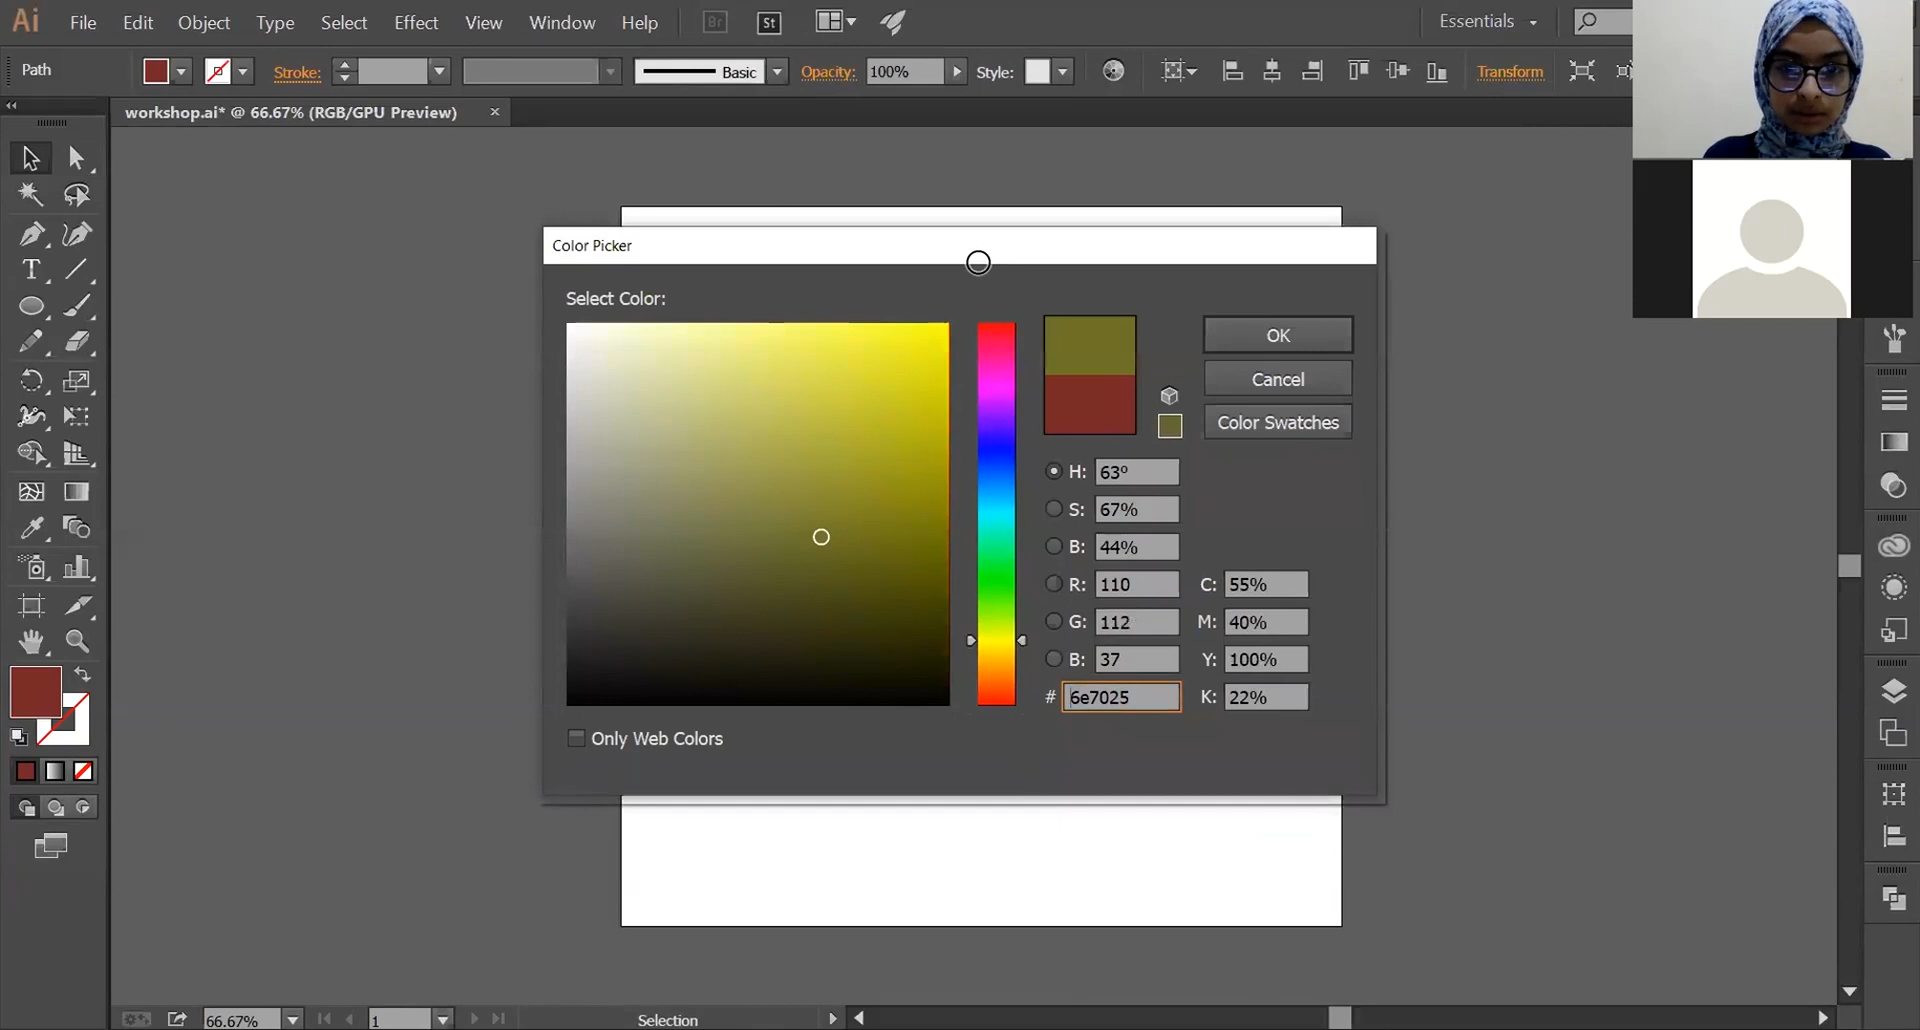 Ai File Edit Object Type Select Effect View Window Help Br St Essentials
Path Stroke: Basic Opacity: 100% Style: Transform
workshop.ai* @ 66.67% (RGB/GPU Preview) ×
Color Picker
Select Color:
OK
Cancel
Color Swatches
H: 63º
S: 67%
B: 44%
R: 110 C: 55%
G: 112 M: 40%
B: 37 Y: 100%
# 6e7025 K: 22%
Only Web Colors
66.67% 1 Selection